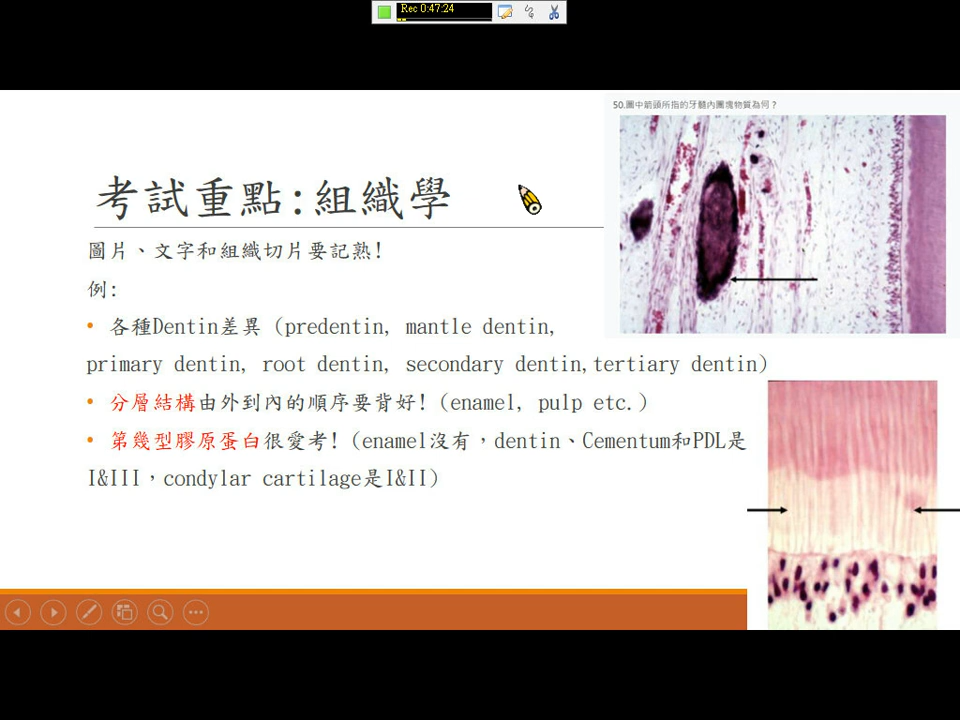 Rec 0:47:24
50.圖中箭頭所指的牙髓內團塊物質為何？
考試重點:組織學
圖片、文字和組織切片要記熟!
例:
• 各種Dentin差異 (predentin, mantle dentin,
primary dentin, root dentin, secondary dentin,tertiary dentin)
• 分層結構由外到內的順序要背好! (enamel, pulp etc.)
• 第幾型膠原蛋白很愛考! (enamel沒有，dentin、Cementum和PDL是
I&III，condylar cartilage是I&II)